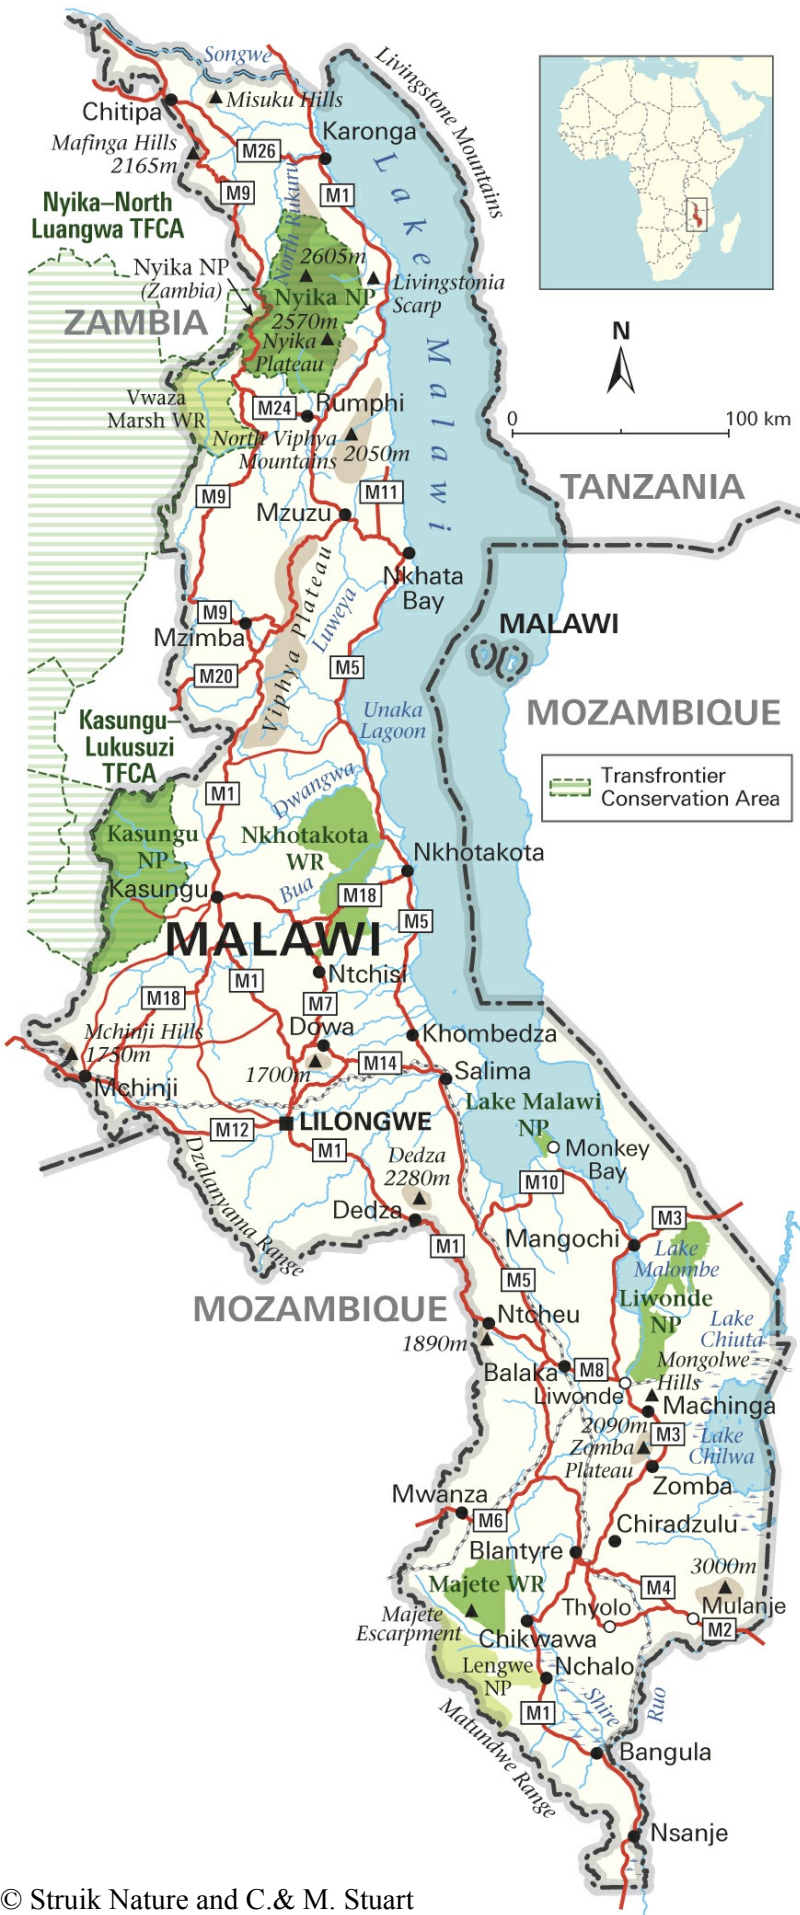 Songwe
Livingstone Mountains
Chitipa
Misuku Hills
Karonga
Mafinga Hills
2165m
M26
M9
M1
North Rukuru
Lake Malawi
Nyika–North
Luangwa TFCA
2605m
Nyika NP
(Zambia)
Nyika NP
Livingstonia
Scarp
ZAMBIA
2570m
Nyika
Plateau
N
Vwaza
Marsh WR
M24
Rumphi
0
100 km
North Viphya
Mountains
2050m
M9
M11
TANZANIA
Mzuzu
Nkhata
Bay
Viphya Plateau
Luweya
M9
Mzimba
MALAWI
M20
M5
Unaka
Lagoon
MOZAMBIQUE
Kasungu–
Lukusuzi
TFCA
Transfrontier
Conservation Area
Dwangwa
M1
Kasungu
NP
Nkhotakota
WR
Nkhotakota
Kasungu
Bua
M18
M5
MALAWI
M1
Ntchisi
M18
M7
Mchinji Hills
1750m
Dowa
Khombedza
1700m
M14
Salima
Mchinji
Lake Malawi
NP
M12
LILONGWE
Monkey
Bay
M1
Dedza
2280m
M10
Dzalanyama Range
Dedza
M3
Mangochi
M1
Lake
Malombe
M5
Liwonde
NP
MOZAMBIQUE
Ntcheu
Lake
Chiuta
1890m
Mongolwe
Hills
Balaka
M8
Liwonde
Machinga
2090m
M3
Zomba
Plateau
Lake
Chilwa
Zomba
Mwanza
M6
Chiradzulu
Blantyre
3000m
Majete WR
M4
Majete
Escarpment
Thyolo
Mulanje
M2
Chikwawa
Lengwe
NP
Nchalo
Shire
Ruo
M1
Matundwe Range
Bangula
Nsanje
© Struik Nature and C.& M. Stuart